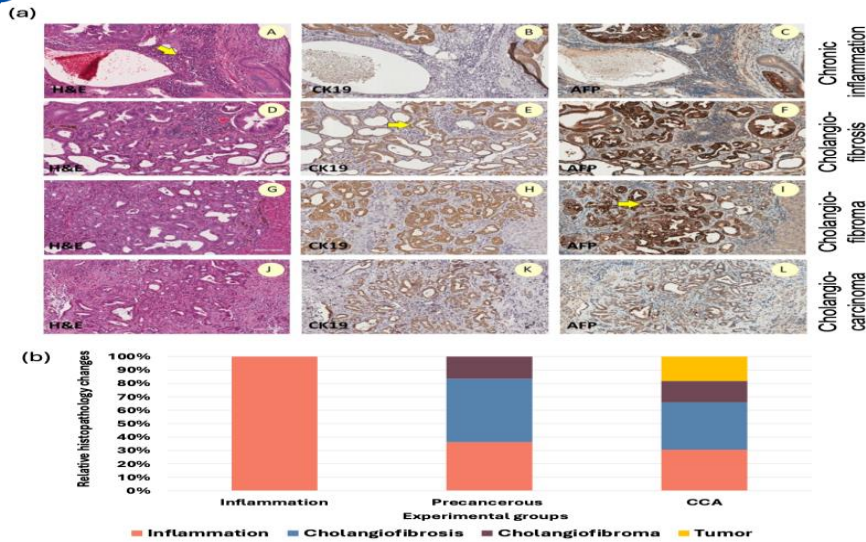 (a)
A
B
C
H&E
CK19
AFP
Chronic
inflammation
D
E
F
H&E
CK19
AFP
Cholangio-
fibrosis
G
H
I
H&E
CK19
AFP
Cholangio-
fibroma
J
K
L
H&E
CK19
AFP
Cholangio-
carcinoma
(b)
Relative histopathology changes
100%
90%
80%
70%
60%
50%
40%
30%
20%
10%
0%
Inflammation Precancerous CCA
Experimental groups
Inflammation Cholangiofibrosis Cholangiofibroma Tumor